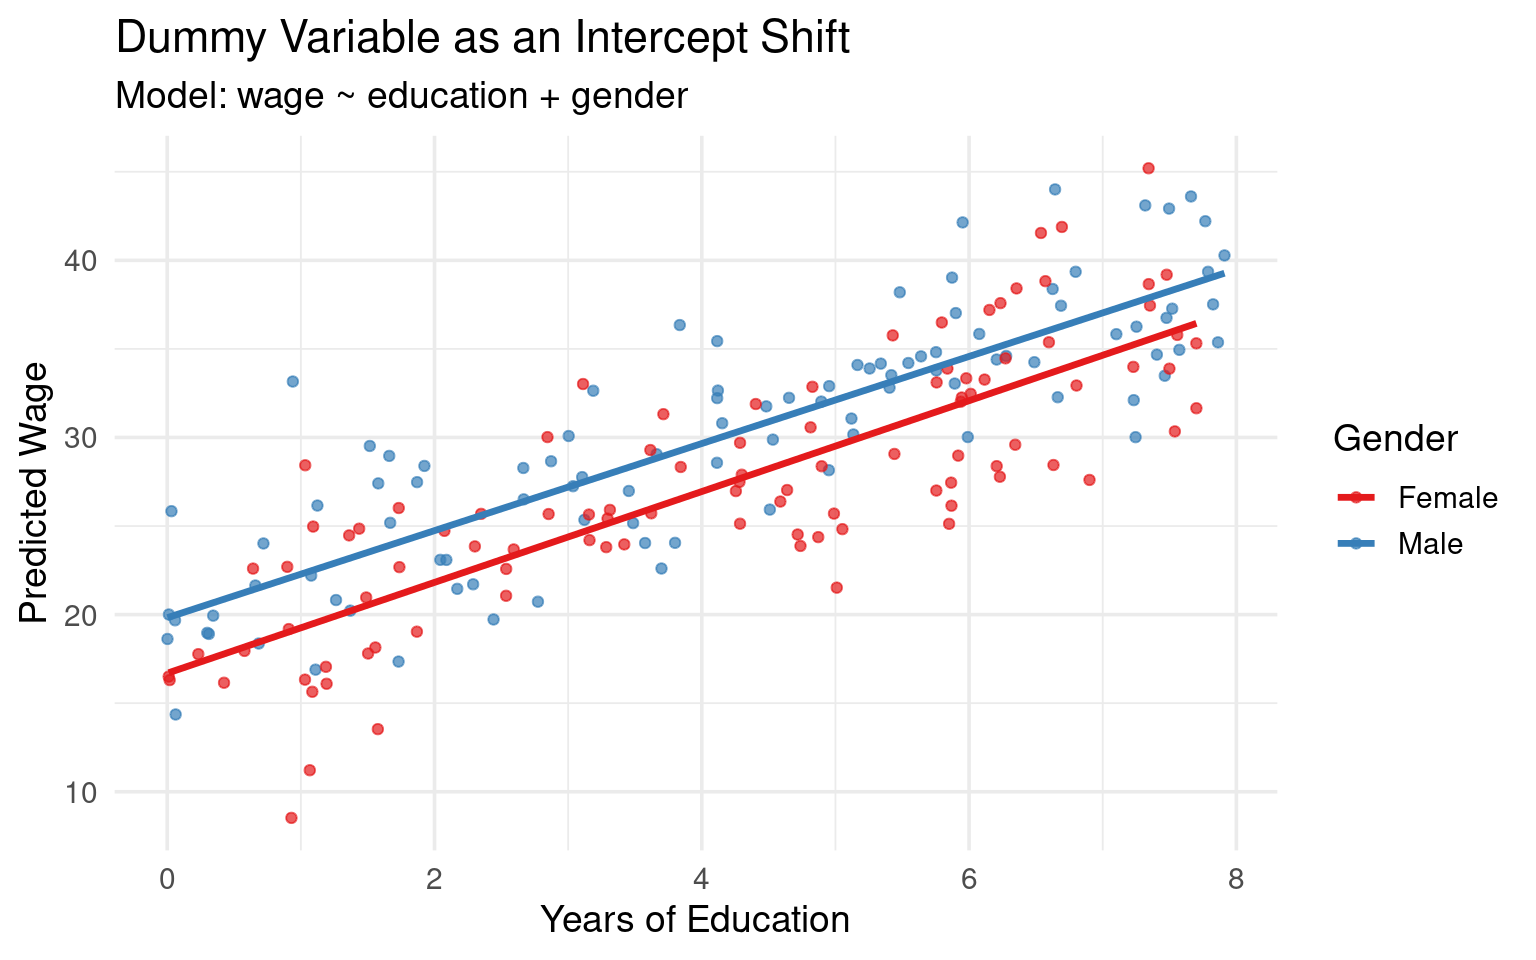 Dummy Variable as an Intercept Shift
Model: wage ~ education + gender
Predicted Wage
40
30
20
10
0 2 4 6 8
Years of Education
Gender
Female
Male